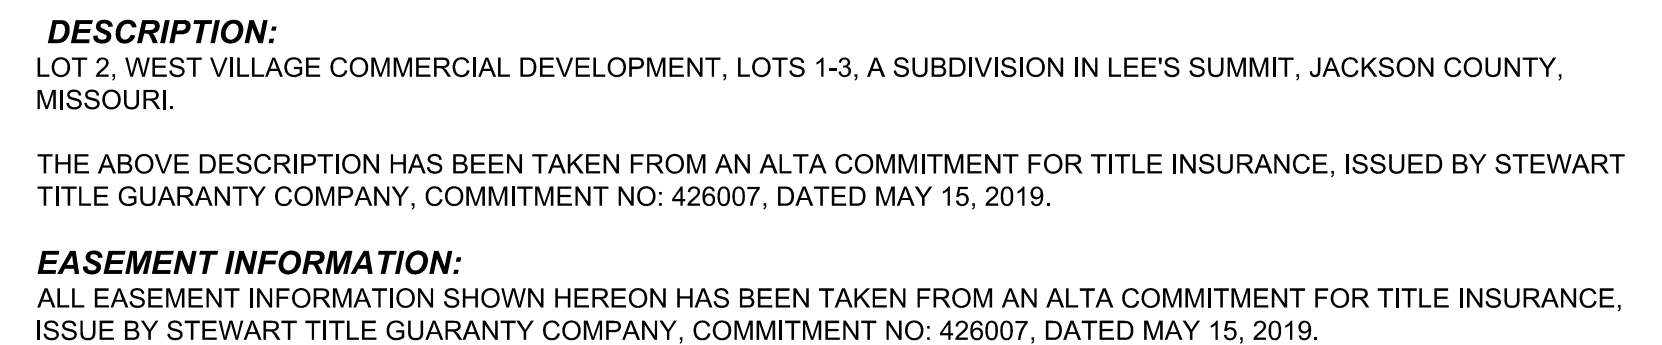 DESCRIPTION:
LOT 2, WEST VILLAGE COMMERCIAL DEVELOPMENT, LOTS 1-3, A SUBDIVISION IN LEE'S SUMMIT, JACKSON COUNTY,
MISSOURI.
THE ABOVE DESCRIPTION HAS BEEN TAKEN FROM AN ALTA COMMITMENT FOR TITLE INSURANCE, ISSUED BY STEWART
TITLE GUARANTY COMPANY, COMMITMENT NO: 426007, DATED MAY 15, 2019.
EASEMENT INFORMATION:
ALL EASEMENT INFORMATION SHOWN HEREON HAS BEEN TAKEN FROM AN ALTA COMMITMENT FOR TITLE INSURANCE,
ISSUE BY STEWART TITLE GUARANTY COMPANY, COMMITMENT NO: 426007, DATED MAY 15, 2019.